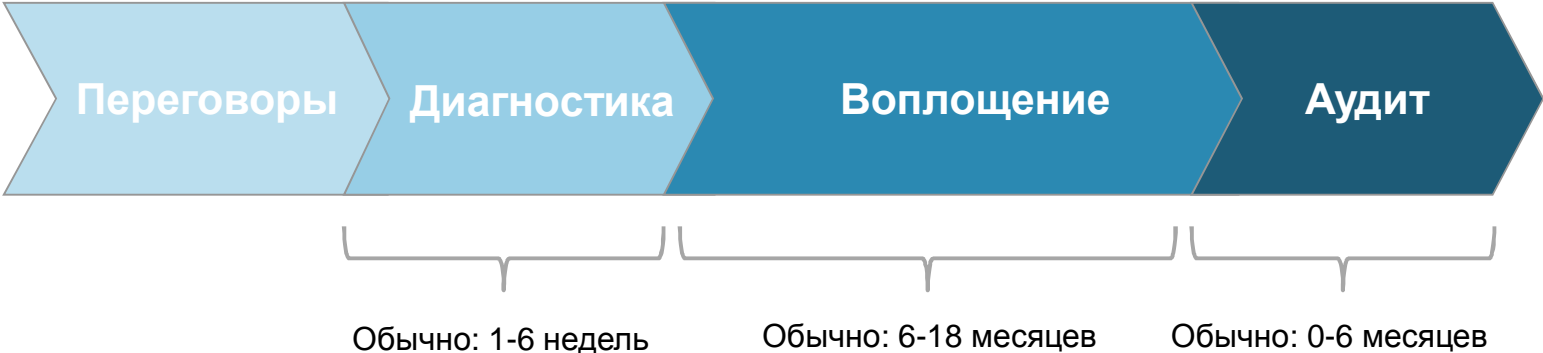 Переговоры
Диагностика
Воплощение
Аудит
Обычно: 1-6 недель
Обычно: 6-18 месяцев
Обычно: 0-6 месяцев